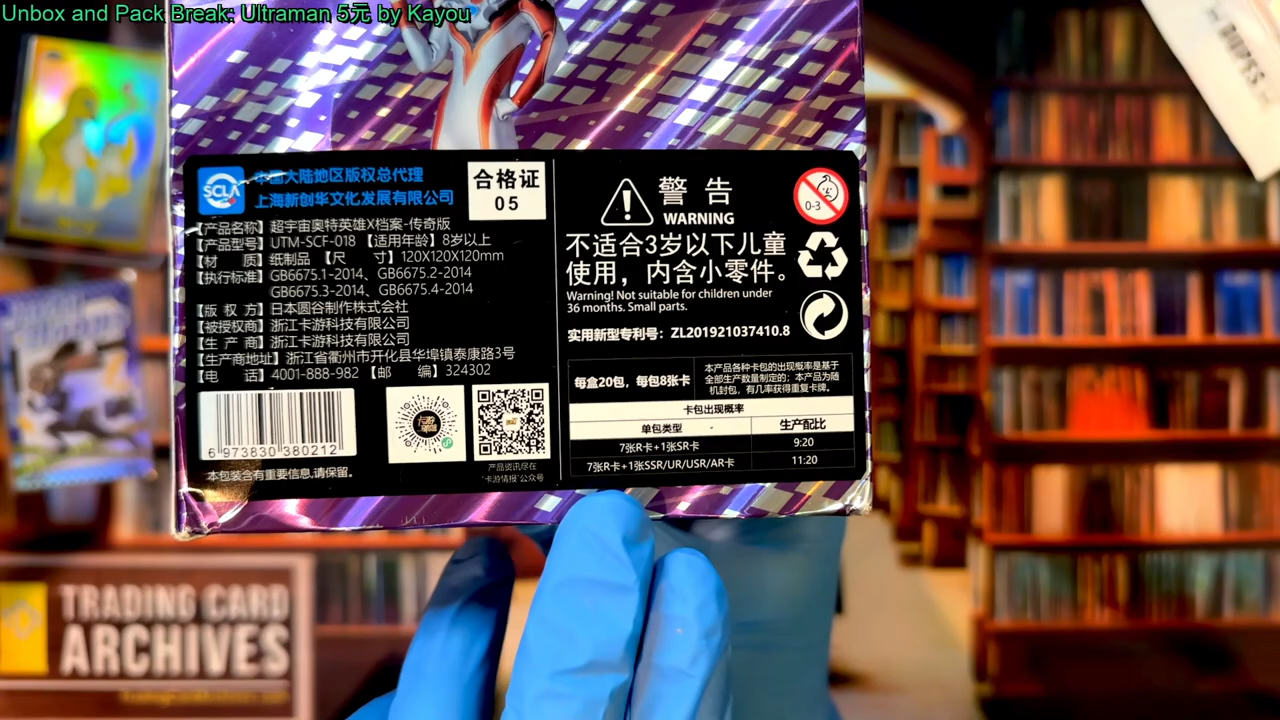 Unbox and Pack Break: Ultraman 5元 by Kayou
SCLA
中国大陆地区版权总代理
上海新创华文化发展有限公司
合格证
05
【产品名称】超宇宙奥特英雄X档案-传奇版
【产品型号】UTM-SCF-018 【适用年龄】8岁以上
【材 质】纸制品 【尺 寸】120X120X120mm
【执行标准】GB6675.1-2014、GB6675.2-2014
GB6675.3-2014、GB6675.4-2014
【版 权 方】日本圆谷制作株式会社
【被授权商】浙江卡游科技有限公司
【生 产 商】浙江卡游科技有限公司
【生产商地址】浙江省衢州市开化县华埠镇泰康路3号
【电 话】4001-888-982 【邮 编】324302
6 973830 380212
本包装含有重要信息,请保留。
产品资讯尽在
"卡游情报"公众号
警告
WARNING
0-3
不适合3岁以下儿童
使用，内含小零件。
Warning! Not suitable for children under
36 months. Small parts.
实用新型专利号：ZL201921037410.8
每盒20包，每包8张卡
本产品各种卡包的出现概率是基于
全部生产数量制定的；本产品为随
机封包，有几率获得重复卡牌。
卡包出现概率
单包类型
生产配比
7张R卡+1张SR卡
9:20
7张R卡+1张SSR/UR/USR/AR卡
11:20
TRADING CARD
ARCHIVES